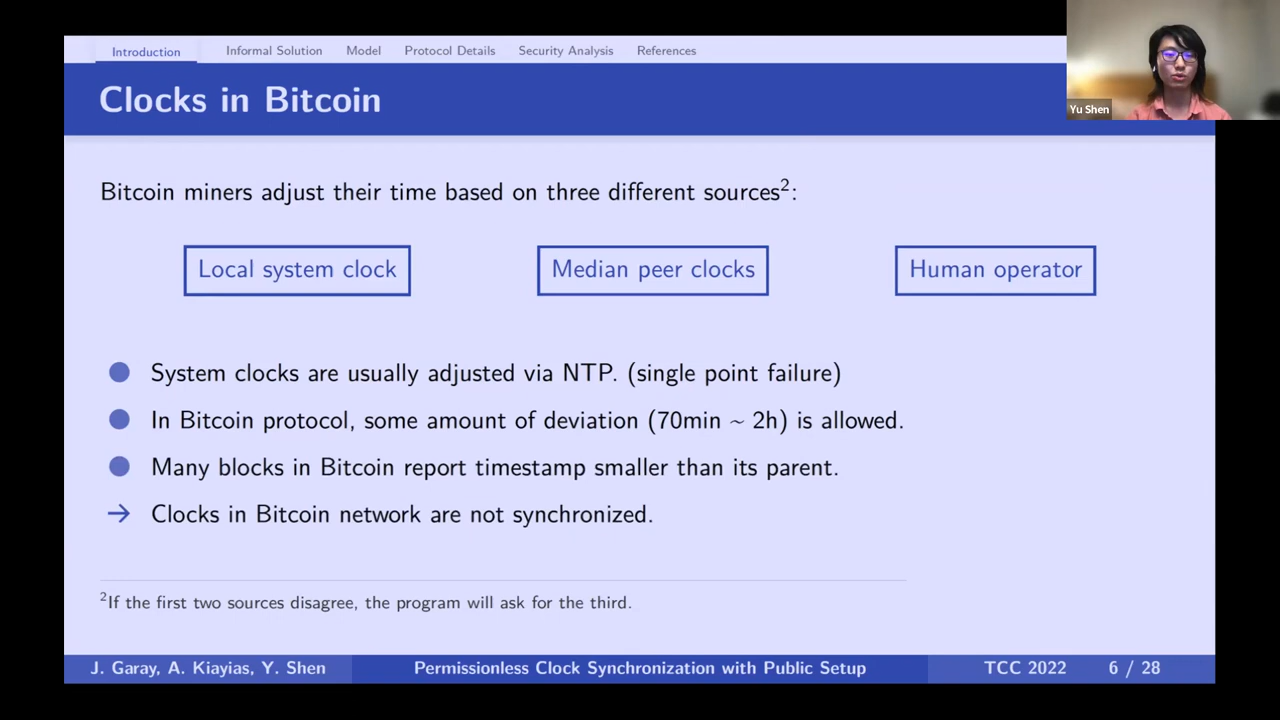 Introduction Informal Solution Model Protocol Details Security Analysis References
Clocks in Bitcoin
Yu Shen
Bitcoin miners adjust their time based on three different sources2:
Local system clock
Median peer clocks
Human operator
System clocks are usually adjusted via NTP. (single point failure)
In Bitcoin protocol, some amount of deviation (70min ~ 2h) is allowed.
Many blocks in Bitcoin report timestamp smaller than its parent.
→ Clocks in Bitcoin network are not synchronized.
2If the first two sources disagree, the program will ask for the third.
J. Garay, A. Kiayias, Y. Shen Permissionless Clock Synchronization with Public Setup TCC 2022 6 / 28